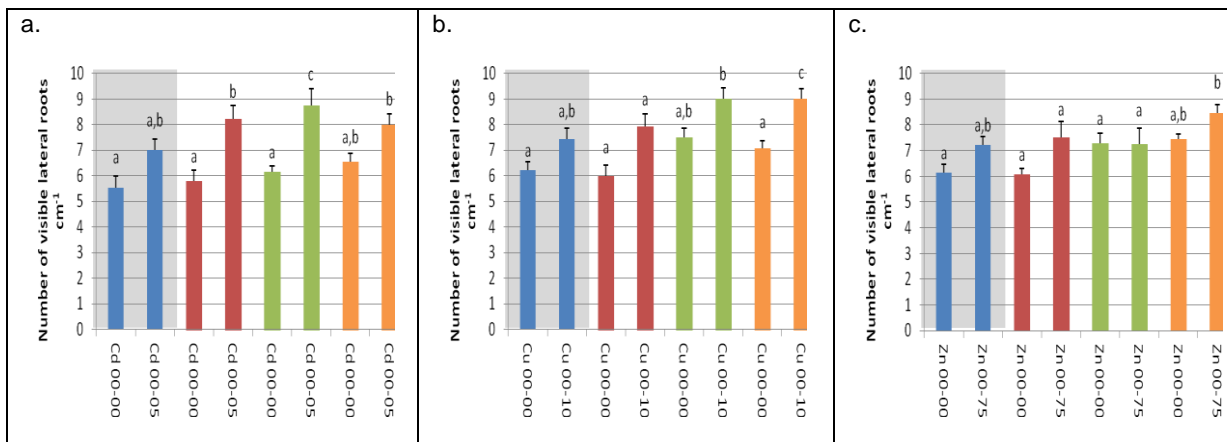 a.
Number of visible lateral roots
cm⁻¹
10
9
8
7
6
5
4
3
2
1
0
a
a,b
a
b
a
c
a,b
b
Cd 00-00
Cd 00-05
Cd 00-00
Cd 00-05
Cd 00-00
Cd 00-05
Cd 00-00
Cd 00-05
b.
Number of visible lateral roots
cm⁻¹
10
9
8
7
6
5
4
3
2
1
0
a
a,b
a
a
a,b
b
a
c
Cu 00-00
Cu 00-10
Cu 00-00
Cu 00-10
Cu 00-00
Cu 00-10
Cu 00-00
Cu 00-10
c.
Number of visible lateral roots
cm⁻¹
10
9
8
7
6
5
4
3
2
1
0
a
a,b
a
a
a
a
a,b
b
Zn 00-00
Zn 00-75
Zn 00-00
Zn 00-75
Zn 00-00
Zn 00-75
Zn 00-00
Zn 00-75